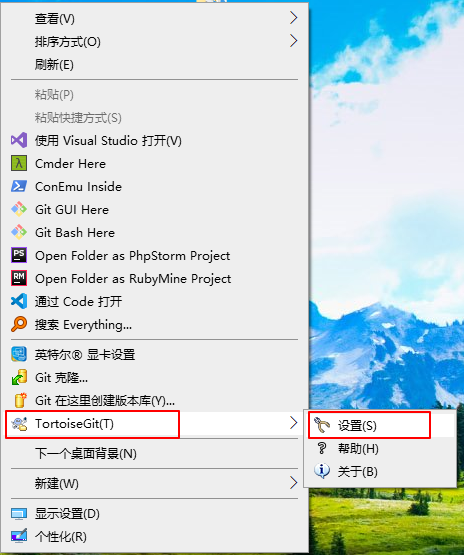 查看(V)
排序方式(O)
刷新(E)
粘贴(P)
粘贴快捷方式(S)
使用 Visual Studio 打开(V)
Cmder Here
ConEmu Inside
Git GUI Here
Git Bash Here
Open Folder as PhpStorm Project
Open Folder as RubyMine Project
通过 Code 打开
搜索 Everything...
英特尔® 显卡设置
Git 克隆...
Git 在这里创建版本库(Y)...
TortoiseGit(T)
设置(S)
帮助(H)
关于(B)
下一个桌面背景(N)
新建(W)
显示设置(D)
个性化(R)